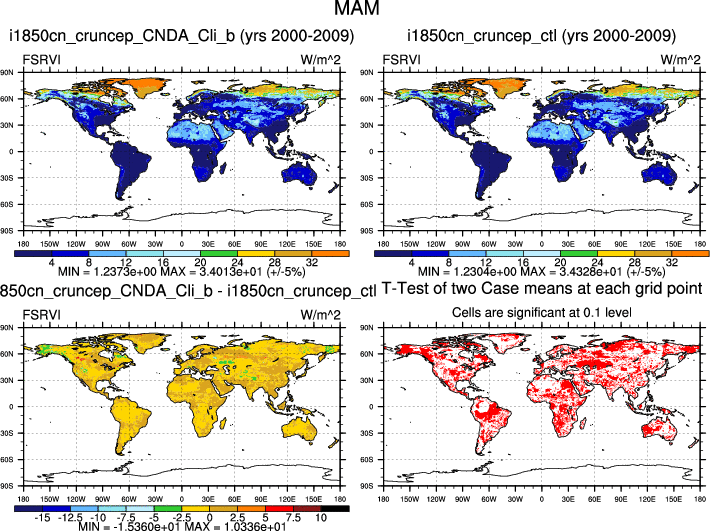 MAM
i1850cn_cruncep_CNDA_Cli_b (yrs 2000-2009)
FSRVI W/m^2
90N
60N
30N
0
30S
60S
90S
180 150W 120W 90W 60W 30W 0 30E 60E 90E 120E 150E 180
4 8 12 16 20 24 28 32
MIN = 1.2373e+00 MAX = 3.4013e+01 (+/-5%)
i1850cn_cruncep_ctl (yrs 2000-2009)
FSRVI W/m^2
90N
60N
30N
0
30S
60S
90S
180 150W 120W 90W 60W 30W 0 30E 60E 90E 120E 150E 180
4 8 12 16 20 24 28 32
MIN = 1.2304e+00 MAX = 3.4328e+01 (+/-5%)
850cn_cruncep_CNDA_Cli_b - i1850cn_cruncep_ctl
FSRVI W/m^2
90N
60N
30N
0
30S
60S
90S
180 150W 120W 90W 60W 30W 0 30E 60E 90E 120E 150E 180
-15 -12.5 -10 -7.5 -5 -2.5 0 2.5 5 7.5 10
MIN = -1.5360e+01 MAX = 1.0336e+01
T-Test of two Case means at each grid point
Cells are significant at 0.1 level
90N
60N
30N
0
30S
60S
90S
180 150W 120W 90W 60W 30W 0 30E 60E 90E 120E 150E 180